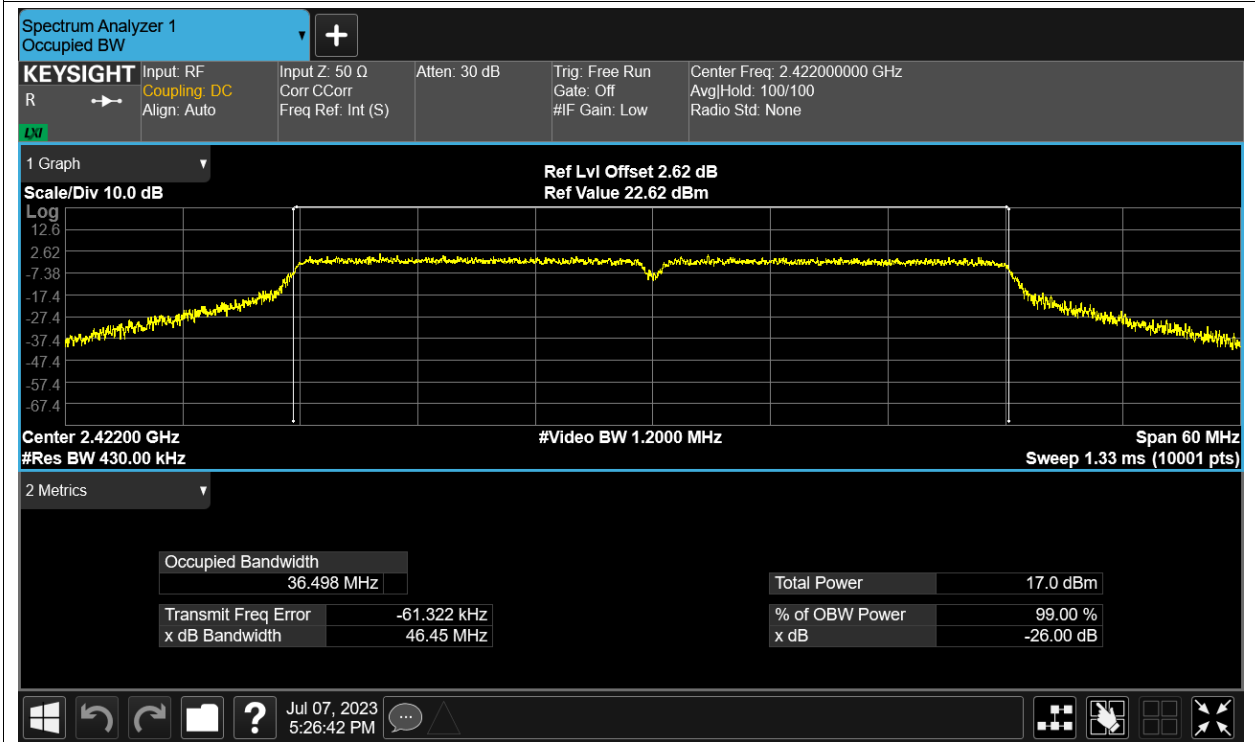 Spectrum Analyzer 1
Occupied BW
KEYSIGHT
R
LXI
Input: RF
Coupling: DC
Align: Auto
Input Z: 50 Ω
Corr CCorr
Freq Ref: Int (S)
Atten: 30 dB
Trig: Free Run
Gate: Off
#IF Gain: Low
Center Freq: 2.422000000 GHz
Avg|Hold: 100/100
Radio Std: None
1 Graph
Scale/Div 10.0 dB
Ref Lvl Offset 2.62 dB
Ref Value 22.62 dBm
Log
12.6
2.62
-7.38
-17.4
-27.4
-37.4
-47.4
-57.4
-67.4
Center 2.42200 GHz
#Res BW 430.00 kHz
#Video BW 1.2000 MHz
Span 60 MHz
Sweep 1.33 ms (10001 pts)
2 Metrics
Occupied Bandwidth
36.498 MHz
Transmit Freq Error -61.322 kHz
x dB Bandwidth 46.45 MHz
Total Power 17.0 dBm
% of OBW Power 99.00 %
x dB -26.00 dB
?
Jul 07, 2023
5:26:42 PM